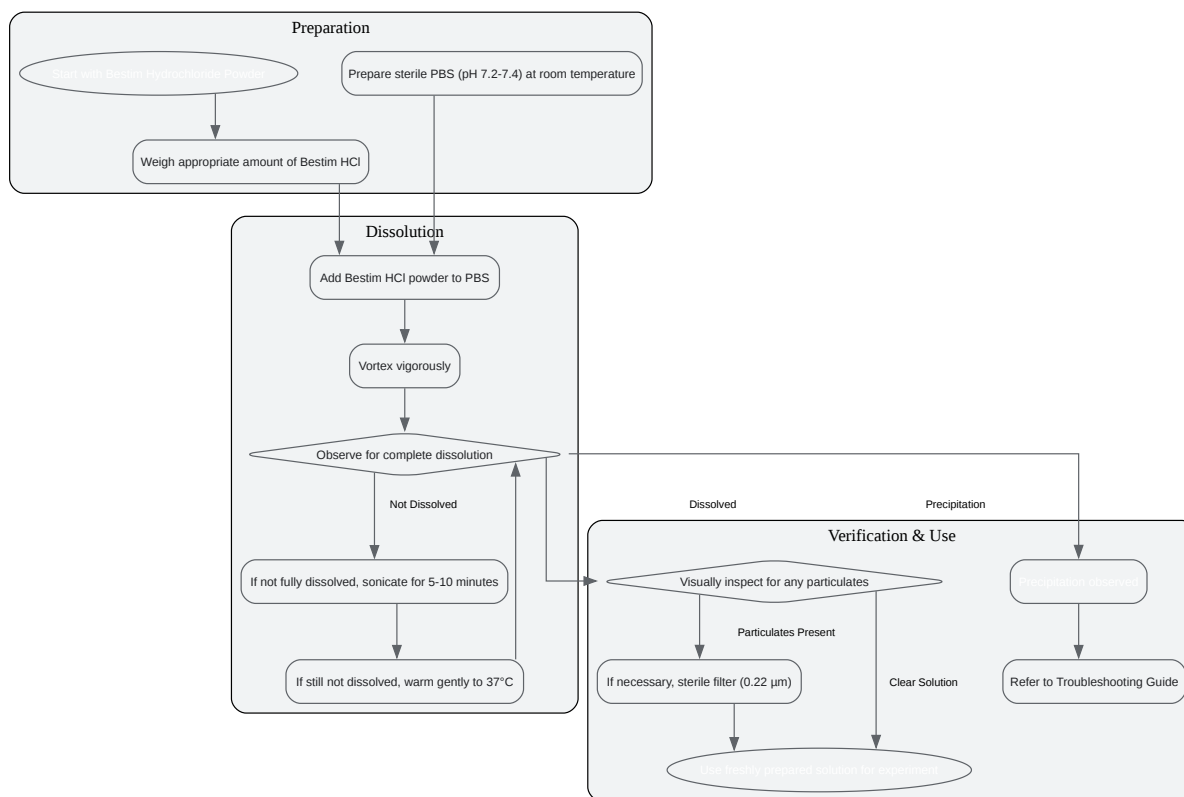 Preparation
Start with Bestim Hydrochloride Powder
Prepare sterile PBS (pH 7.2-7.4) at room temperature
Weigh appropriate amount of Bestim HCl
Dissolution
Add Bestim HCl powder to PBS
Vortex vigorously
Observe for complete dissolution
Not Dissolved
Dissolved
Precipitation
Verification & Use
If not fully dissolved, sonicate for 5-10 minutes
Visually inspect for any particulates
Precipitation observed
Particulates Present
If still not dissolved, warm gently to 37°C
If necessary, sterile filter (0.22 µm)
Clear Solution
Refer to Troubleshooting Guide
Use freshly prepared solution for experiment